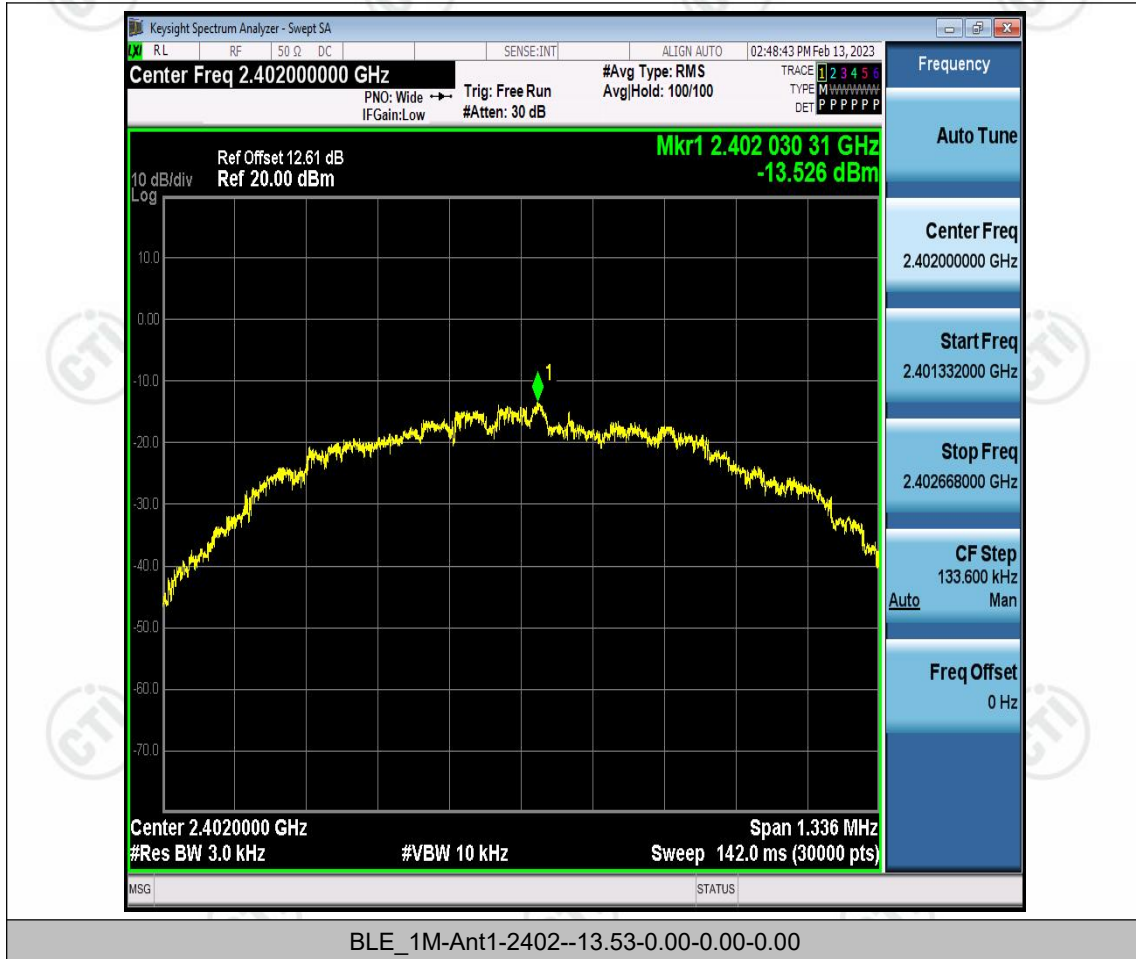 Keysight Spectrum Analyzer - Swept SA
LXI RL RF 50 Ω DC SENSE:INT ALIGN AUTO 02:48:43 PM Feb 13, 2023
Center Freq 2.402000000 GHz
PNO: Wide
IFGain:Low
Trig: Free Run
#Atten: 30 dB
#Avg Type: RMS
Avg|Hold: 100/100
TRACE 1 2 3 4 5 6
TYPE M WWWWW
DET P P P P P P
Mkr1 2.402 030 31 GHz
-13.526 dBm
Ref Offset 12.61 dB
10 dB/div Ref 20.00 dBm
Log
10.0
0.00
-10.0
-20.0
-30.0
-40.0
-50.0
-60.0
-70.0
1
Center 2.4020000 GHz Span 1.336 MHz
#Res BW 3.0 kHz #VBW 10 kHz Sweep 142.0 ms (30000 pts)
MSG STATUS
Frequency
Auto Tune
Center Freq
2.402000000 GHz
Start Freq
2.401332000 GHz
Stop Freq
2.402668000 GHz
CF Step
133.600 kHz
Auto Man
Freq Offset
0 Hz
CTI
CTI
CTI
CTI
BLE_1M-Ant1-2402--13.53-0.00-0.00-0.00